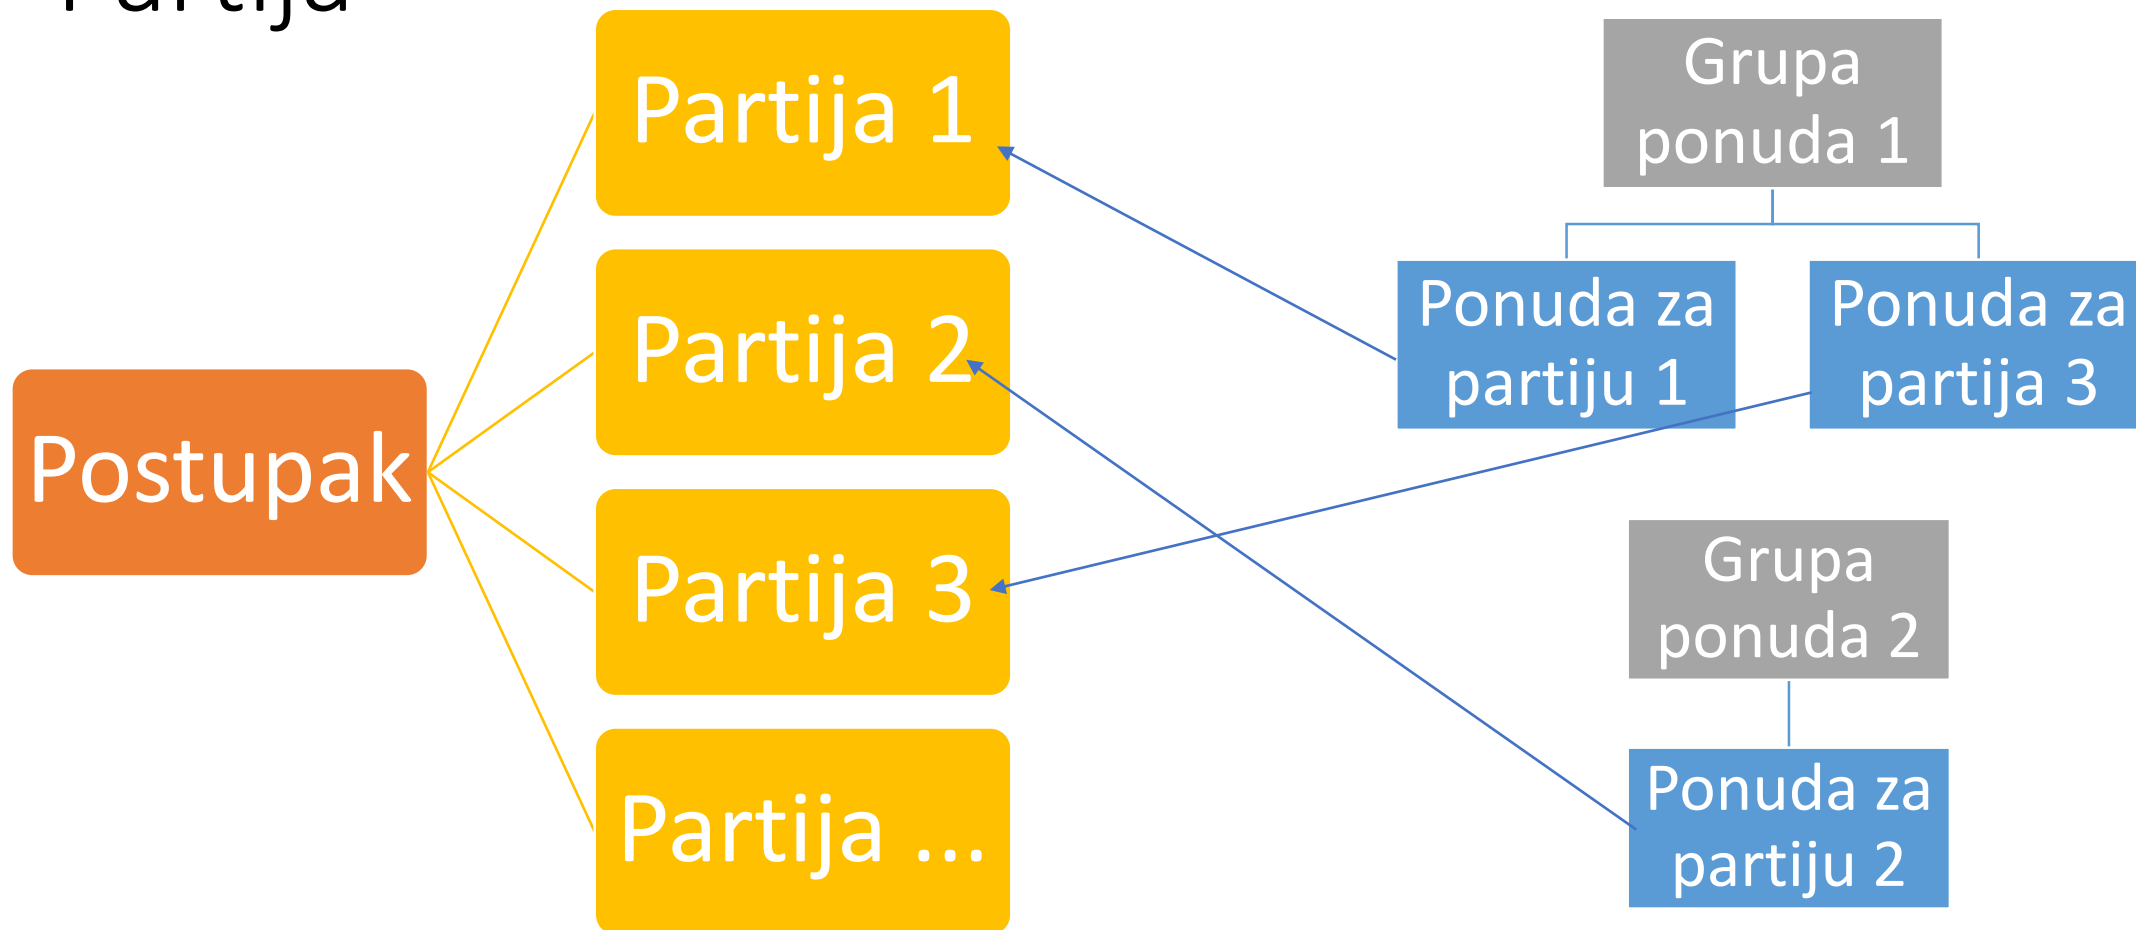 Partija
Partija 1
Partija 2
Postupak
Partija 3
Partija ...
Grupa
ponuda 1
Ponuda za
partiju 1
Ponuda za
partija 3
Grupa
ponuda 2
Ponuda za
partiju 2